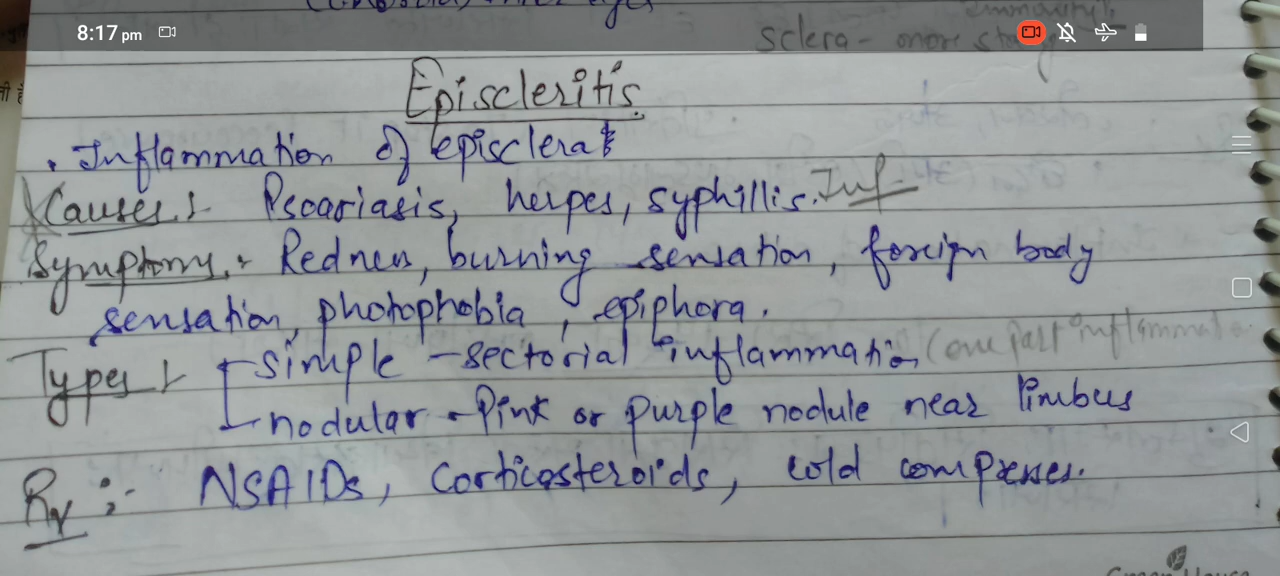 8:17 pm
sclera - more
Episcleritis.
. Inflammation of episclera
Causes :- Psoariasis, herpes, syphillis. Inf
Symptoms :- Redness, burning sensation, foreign body
sensation, photophobia, epiphora.
Types :- simple - sectorial inflammation (one part inflammat
nodular - Pink or purple nodule near limbus
Rx :- NSAIDs, Corticosteroids, cold compresses.